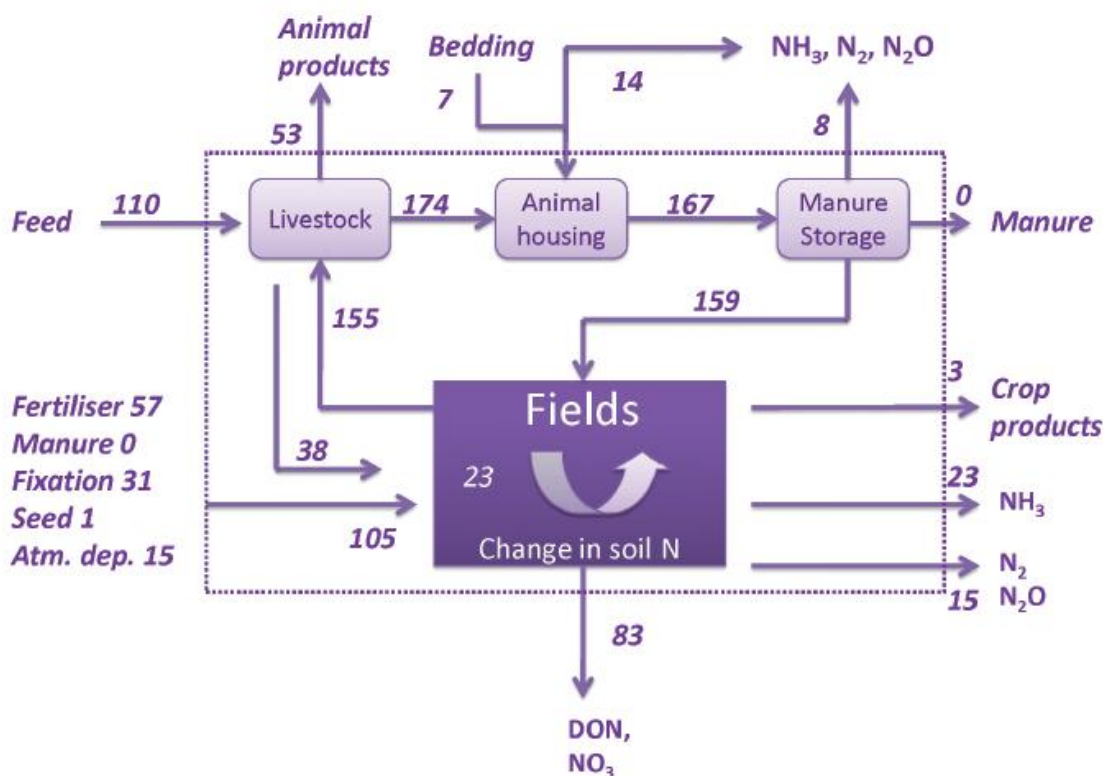 Animal
products
Bedding
NH₃, N₂, N₂O
7
14
53
8
Feed
110
Livestock
174
Animal
housing
167
Manure
Storage
0
Manure
155
159
Fertiliser 57
Manure 0
Fixation 31
Seed 1
Atm. dep. 15
38
105
Fields
23
Change in soil N
3
Crop
products
23
NH₃
N₂
15
N₂O
83
DON,
NO₃